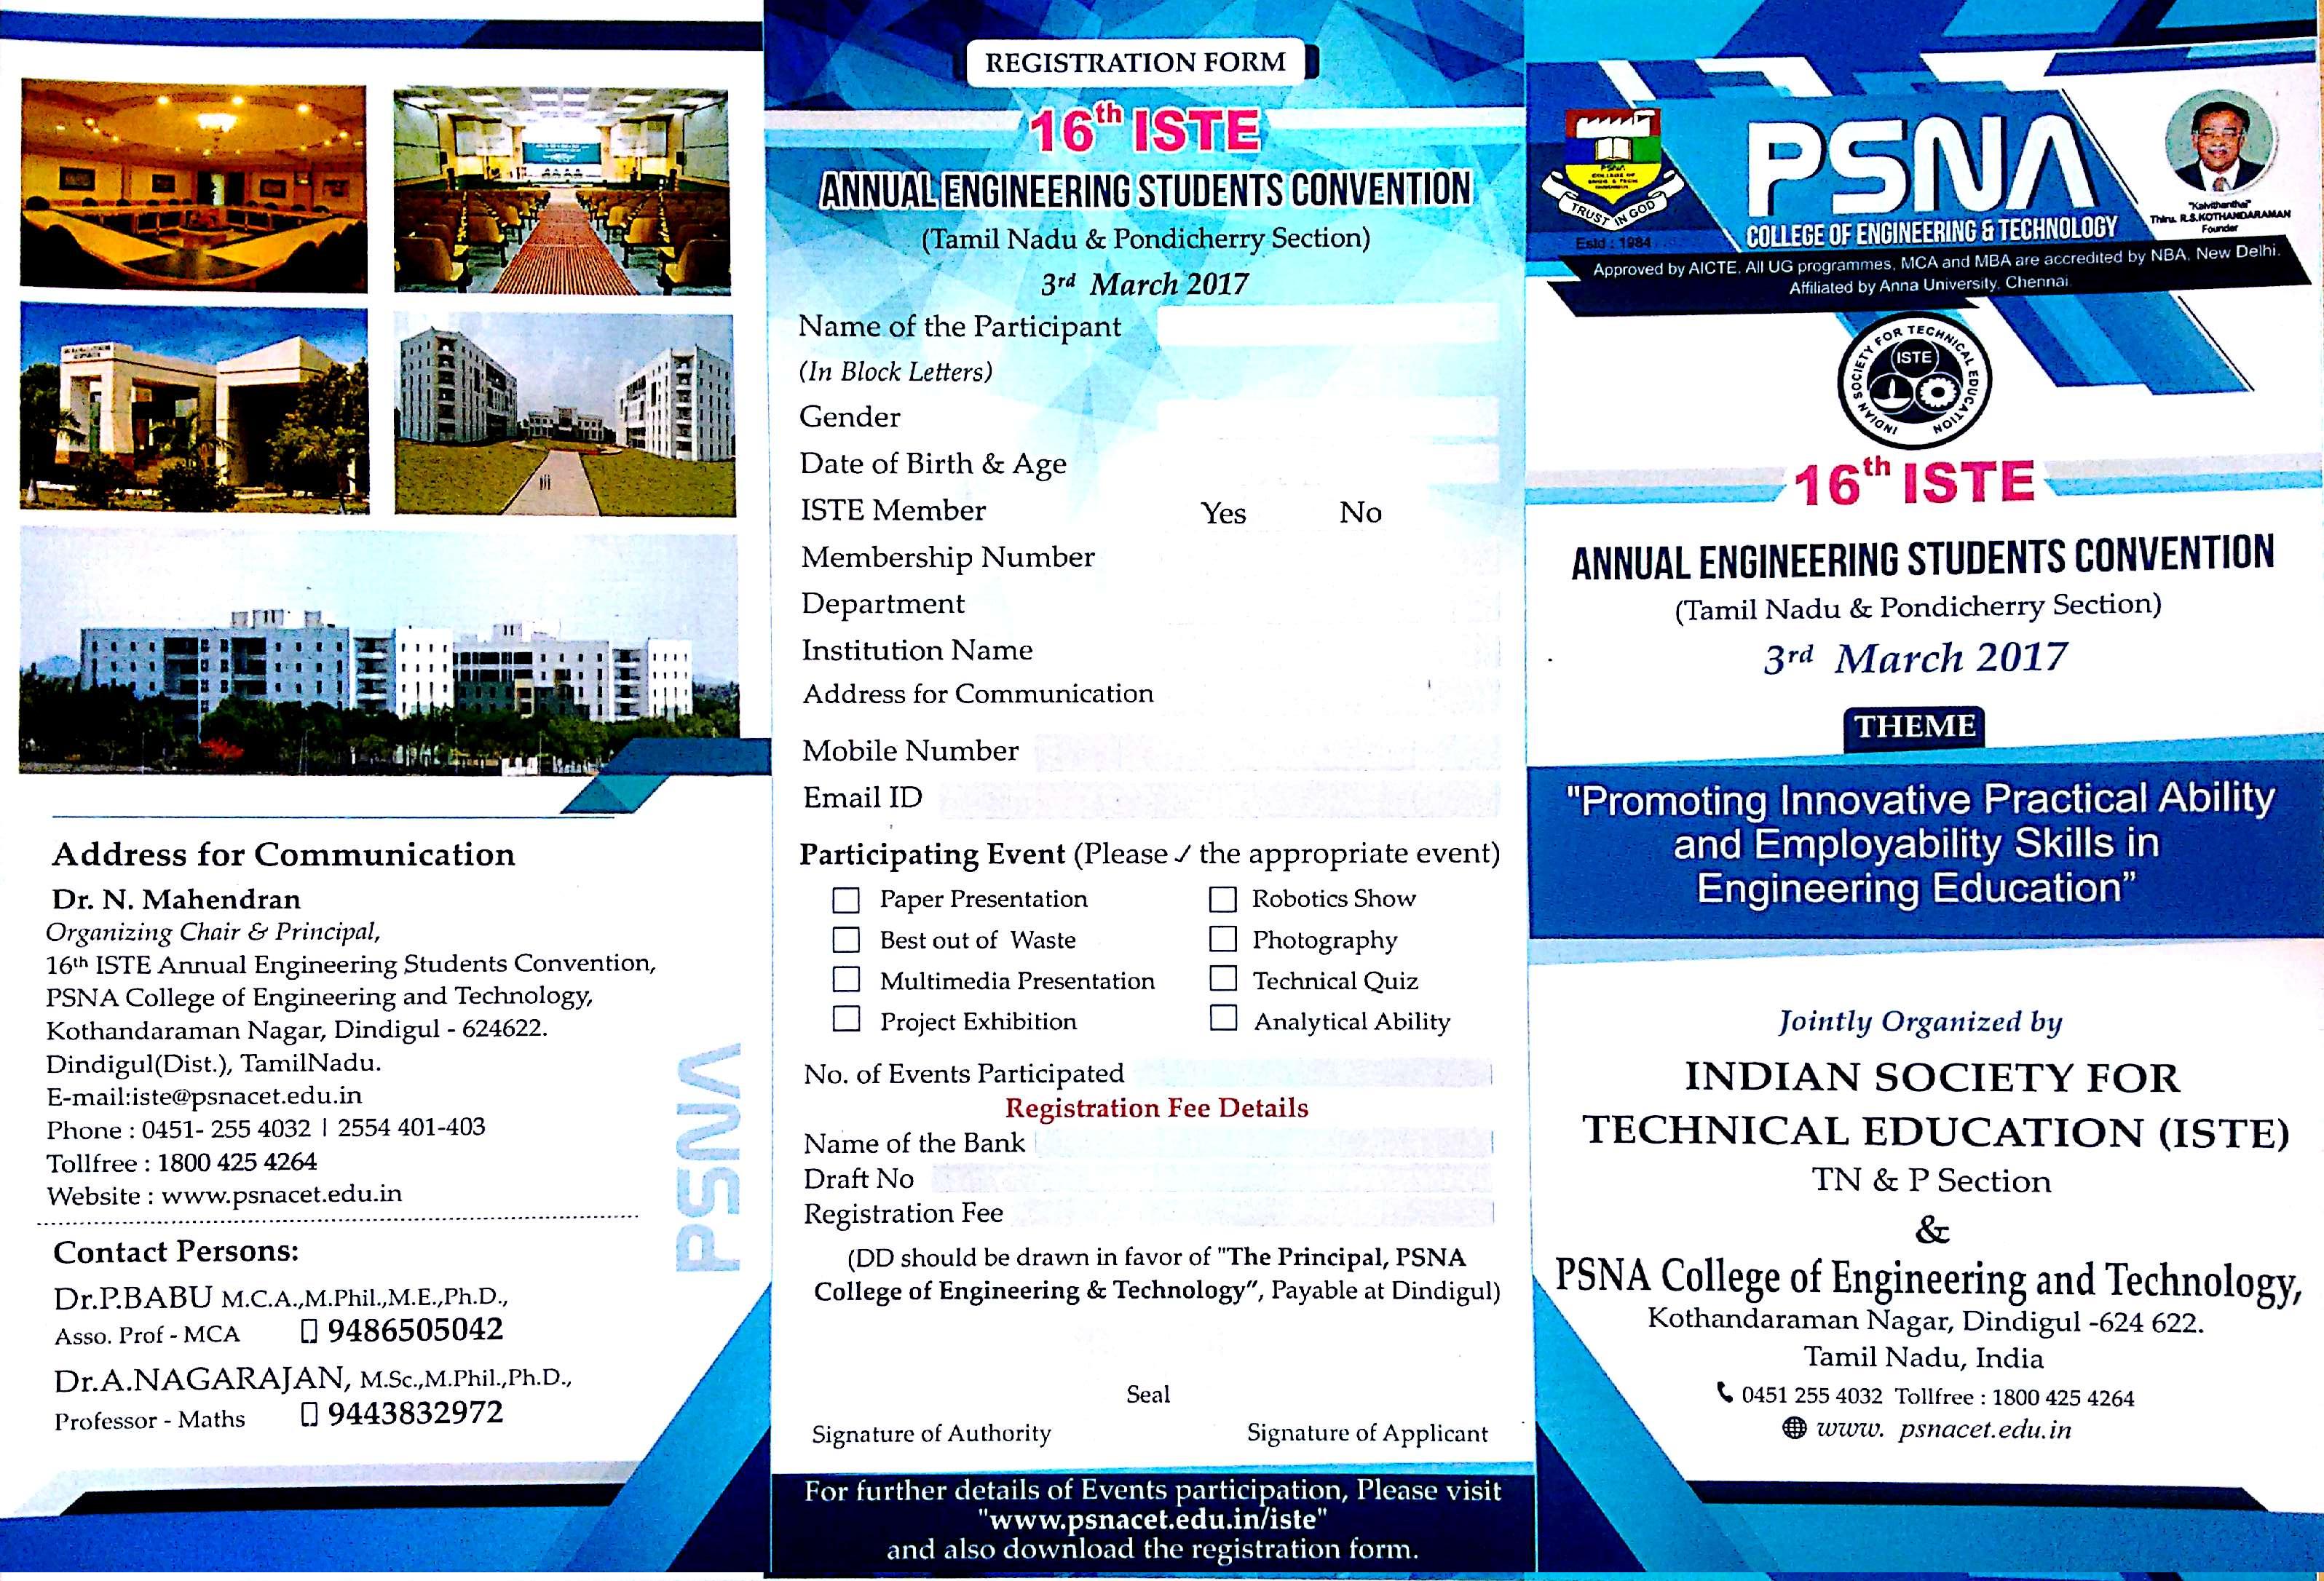 Address for Communication
Dr. N. Mahendran
Organizing Chair & Principal,
16th ISTE Annual Engineering Students Convention,
PSNA College of Engineering and Technology,
Kothandaraman Nagar, Dindigul - 624622.
Dindigul(Dist.), TamilNadu.
E-mail:iste@psnacet.edu.in
Phone : 0451- 255 4032 | 2554 401-403
Tollfree : 1800 425 4264
Website : www.psnacet.edu.in
Contact Persons:
Dr.P.BABU M.C.A.,M.Phil.,M.E.,Ph.D.,
Asso. Prof - MCA 9486505042
Dr.A.NAGARAJAN, M.Sc.,M.Phil.,Ph.D.,
Professor - Maths 9443832972
PSNA
REGISTRATION FORM
16th ISTE
ANNUAL ENGINEERING STUDENTS CONVENTION
(Tamil Nadu & Pondicherry Section)
3rd March 2017
Name of the Participant
(In Block Letters)
Gender
Date of Birth & Age
ISTE Member Yes No
Membership Number
Department
Institution Name
Address for Communication
Mobile Number
Email ID
Participating Event (Please ✓ the appropriate event)
☐ Paper Presentation ☐ Robotics Show
☐ Best out of Waste ☐ Photography
☐ Multimedia Presentation ☐ Technical Quiz
☐ Project Exhibition ☐ Analytical Ability
No. of Events Participated
Registration Fee Details
Name of the Bank
Draft No
Registration Fee
(DD should be drawn in favor of "The Principal, PSNA
College of Engineering & Technology", Payable at Dindigul)
Seal
Signature of Authority Signature of Applicant
For further details of Events participation, Please visit
"www.psnacet.edu.in/iste"
and also download the registration form.
PSNA
COLLEGE OF
ENGG. & TECH
TRUST IN GOD
Estd : 1984
PSNA
COLLEGE OF ENGINEERING & TECHNOLOGY
"Kalvithanthai"
Thiru. R.S.KOTHANDARAMAN
Founder
Approved by AICTE, All UG programmes, MCA and MBA are accredited by NBA, New Delhi.
Affiliated by Anna University, Chennai
INDIAN SOCIETY FOR TECHNICAL EDUCATION
ISTE
16th ISTE
ANNUAL ENGINEERING STUDENTS CONVENTION
(Tamil Nadu & Pondicherry Section)
3rd March 2017
THEME
"Promoting Innovative Practical Ability
and Employability Skills in
Engineering Education”
Jointly Organized by
INDIAN SOCIETY FOR
TECHNICAL EDUCATION (ISTE)
TN & P Section
&
PSNA College of Engineering and Technology,
Kothandaraman Nagar, Dindigul -624 622.
Tamil Nadu, India
0451 255 4032 Tollfree : 1800 425 4264
www. psnacet.edu.in